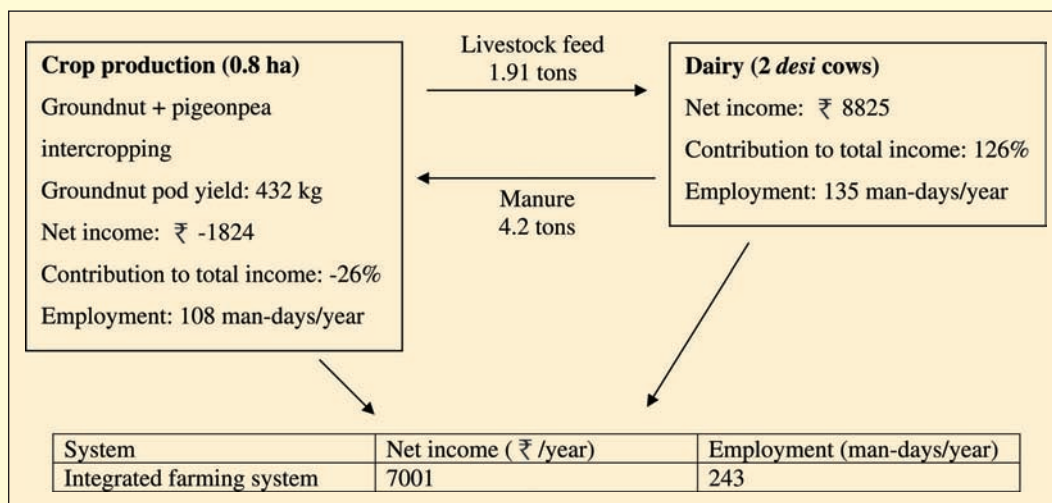 Crop production (0.8 ha)
Groundnut + pigeonpea
intercropping
Groundnut pod yield: 432 kg
Net income: ₹ -1824
Contribution to total income: -26%
Employment: 108 man-days/year
Livestock feed
1.91 tons
Manure
4.2 tons
Dairy (2 desi cows)
Net income: ₹ 8825
Contribution to total income: 126%
Employment: 135 man-days/year
System Net income ( ₹ /year) Employment (man-days/year)
Integrated farming system 7001 243